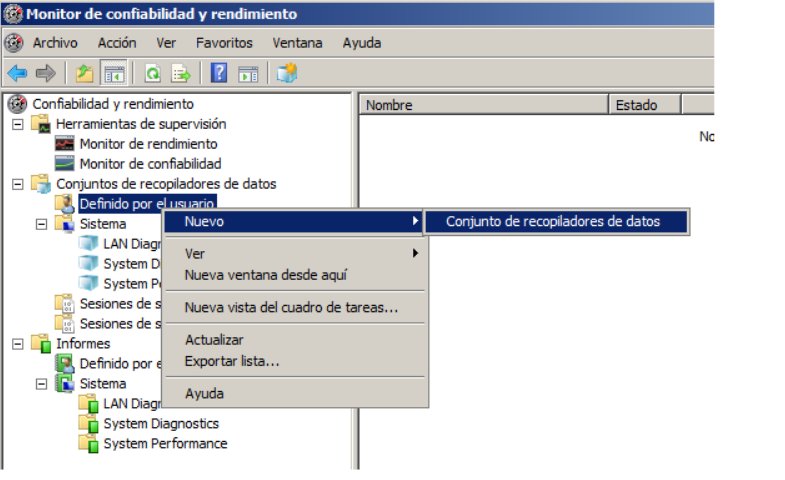 Monitor de confiabilidad y rendimiento
Archivo Acción Ver Favoritos Ventana Ayuda
Confiabilidad y rendimiento
Herramientas de supervisión
Monitor de rendimiento
Monitor de confiabilidad
Conjuntos de recopiladores de datos
Definido por el usuario
Sistema
LAN Diagr
System D
System P
Sesiones de s
Sesiones de s
Informes
Definido por e
Sistema
LAN Diagr
System Diagnostics
System Performance
Nombre Estado
No
Nuevo
Ver
Nueva ventana desde aquí
Nueva vista del cuadro de tareas...
Actualizar
Exportar lista...
Ayuda
Conjunto de recopiladores de datos